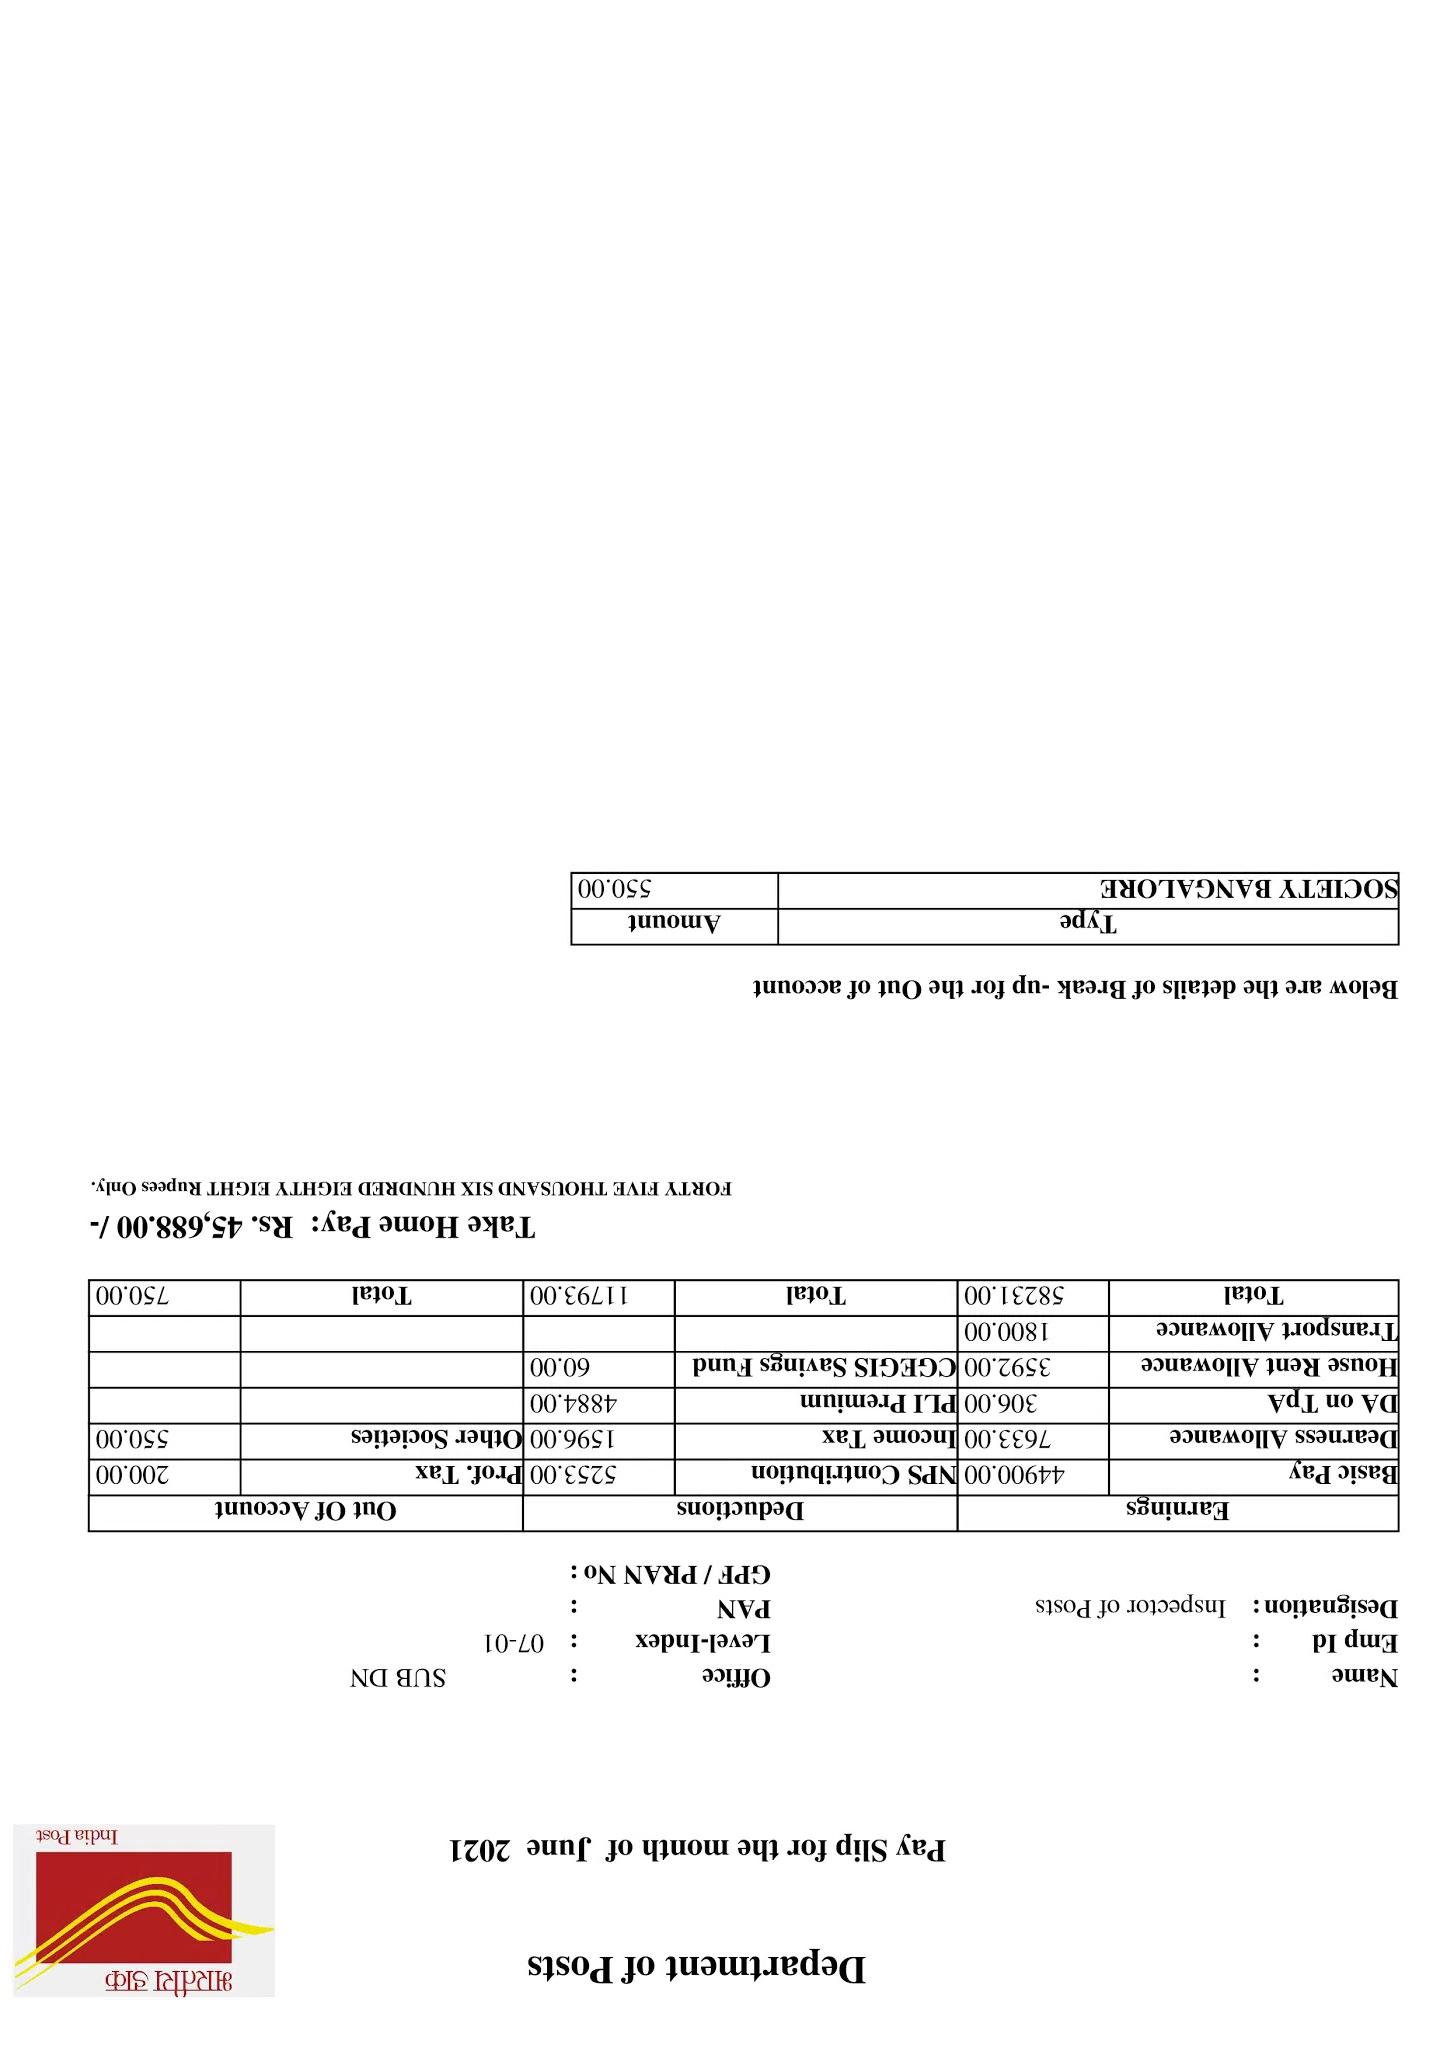 Department of Posts
भारतीय डाक
India Post
Pay Slip for the month of June 2021
Name : Office : SUB DN
Emp Id : Level-Index : 07-01
Designation : Inspector of Posts PAN :
GPF / PRAN No :
Earnings Deductions Out Of Account
Basic Pay 44900.00 NPS Contribution 5253.00 Prof. Tax 200.00
Dearness Allowance 7633.00 Income Tax 1596.00 Other Societies 550.00
DA on TpA 306.00 PLI Premium 4884.00
House Rent Allowance 3592.00 CGEGIS Savings Fund 60.00
Transport Allowance 1800.00
Total 58231.00 Total 11793.00 Total 750.00
Take Home Pay: Rs. 45,688.00 /-
FORTY FIVE THOUSAND SIX HUNDRED EIGHTY EIGHT Rupees Only.
Below are the details of Break -up for the Out of account
Type Amount
SOCIETY BANGALORE 550.00